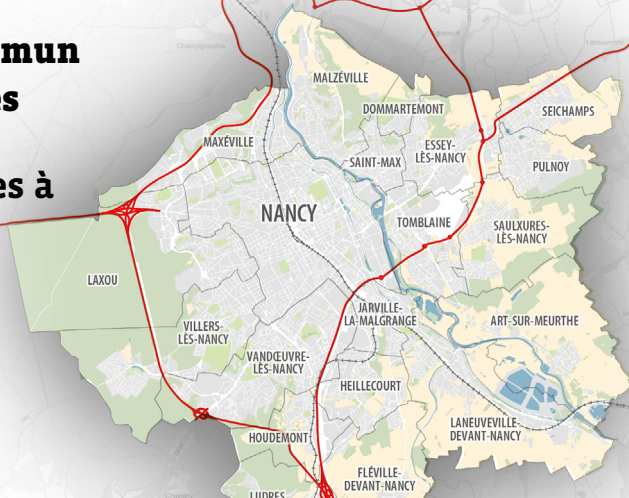 mun
es
es à
Champigneulles
MALZÉVILLE
DOMMARTEMONT
SEICHAMPS
MAXÉVILLE
SAINT-MAX
ESSEY-
LÈS-NANCY
PULNOY
NANCY
TOMBLAINE
SAULXURES-
LÈS-NANCY
LAXOU
JARVILLE-
LA-MALGRANGE
ART-SUR-MEURTHE
VILLERS-
LÈS-NANCY
VANDŒUVRE-
LÈS-NANCY
HEILLECOURT
LANEUVEVILLE
DEVANT-NANCY
HOUDEMONT
FLÉVILLE-
DEVANT-NANCY
LUDRES